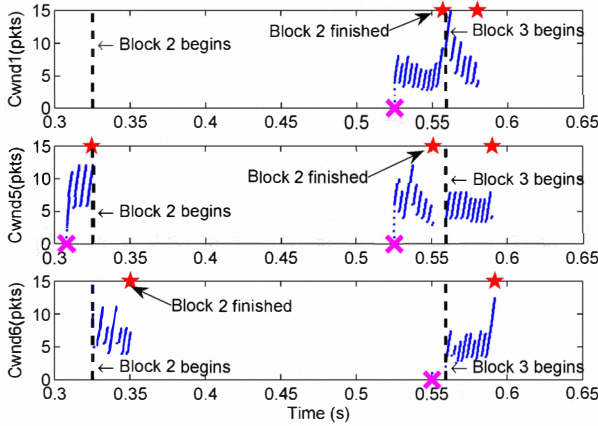 15
10
5
0
Cwnd1(pkts)
Block 2 finished
← Block 2 begins
← Block 3 begins
0.3 0.35 0.4 0.45 0.5 0.55 0.6 0.65
15
10
5
0
Cwnd5(pkts)
← Block 2 begins
Block 2 finished
← Block 3 begins
0.3 0.35 0.4 0.45 0.5 0.55 0.6 0.65
15
10
5
0
Cwnd6(pkts)
Block 2 finished
← Block 2 begins
← Block 3 begins
0.3 0.35 0.4 0.45 0.5 0.55 0.6 0.65
Time (s)